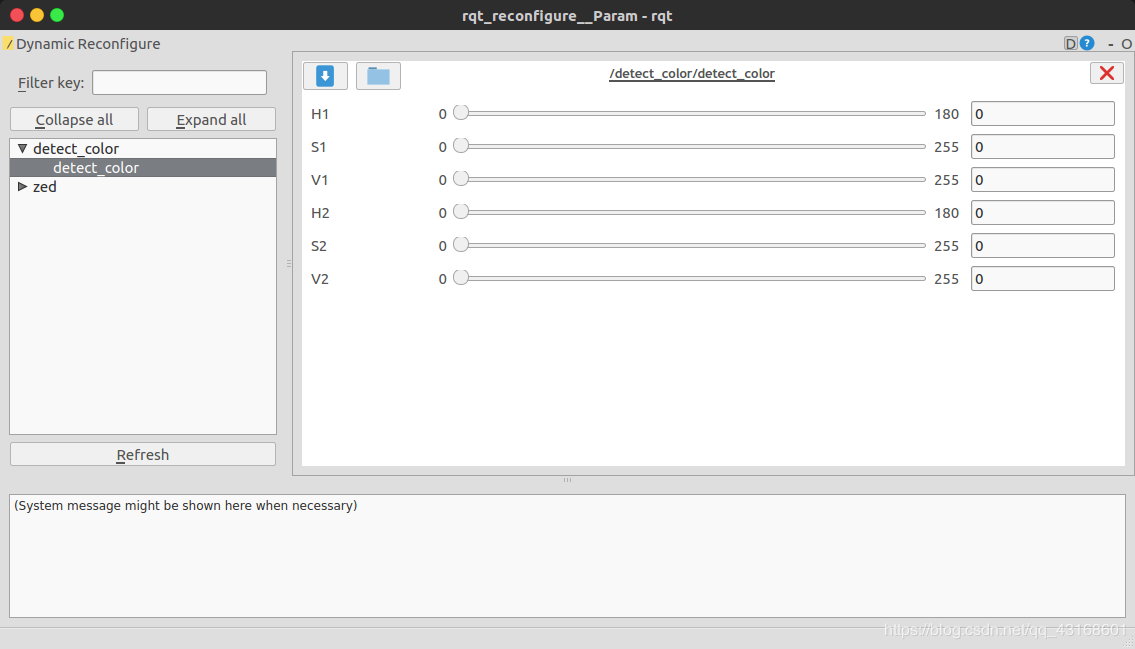 rqt_reconfigure__Param - rqt
Dynamic Reconfigure
D ? - O
Filter key:
Collapse all Expand all
detect_color
detect_color
zed
Refresh
/detect_color/detect_color
H1 0 180 0
S1 0 255 0
V1 0 255 0
H2 0 180 0
S2 0 255 0
V2 0 255 0
(System message might be shown here when necessary)
https://blog.csdn.net/qq_43168601